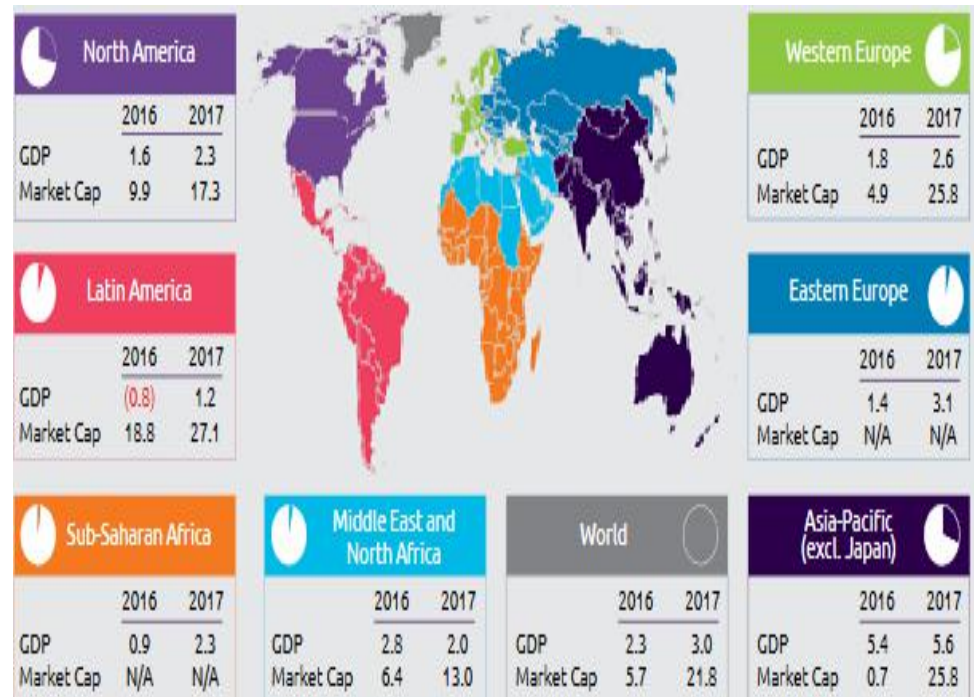 North America
2016 2017
GDP 1.6 2.3
Market Cap 9.9 17.3
Western Europe
2016 2017
GDP 1.8 2.6
Market Cap 4.9 25.8
Latin America
2016 2017
GDP (0.8) 1.2
Market Cap 18.8 27.1
Eastern Europe
2016 2017
GDP 1.4 3.1
Market Cap N/A N/A
Sub-Saharan Africa
2016 2017
GDP 0.9 2.3
Market Cap N/A N/A
Middle East and
North Africa
2016 2017
GDP 2.8 2.0
Market Cap 6.4 13.0
World
2016 2017
GDP 2.3 3.0
Market Cap 5.7 21.8
Asia-Pacific
(excl. Japan)
2016 2017
GDP 5.4 5.6
Market Cap 0.7 25.8